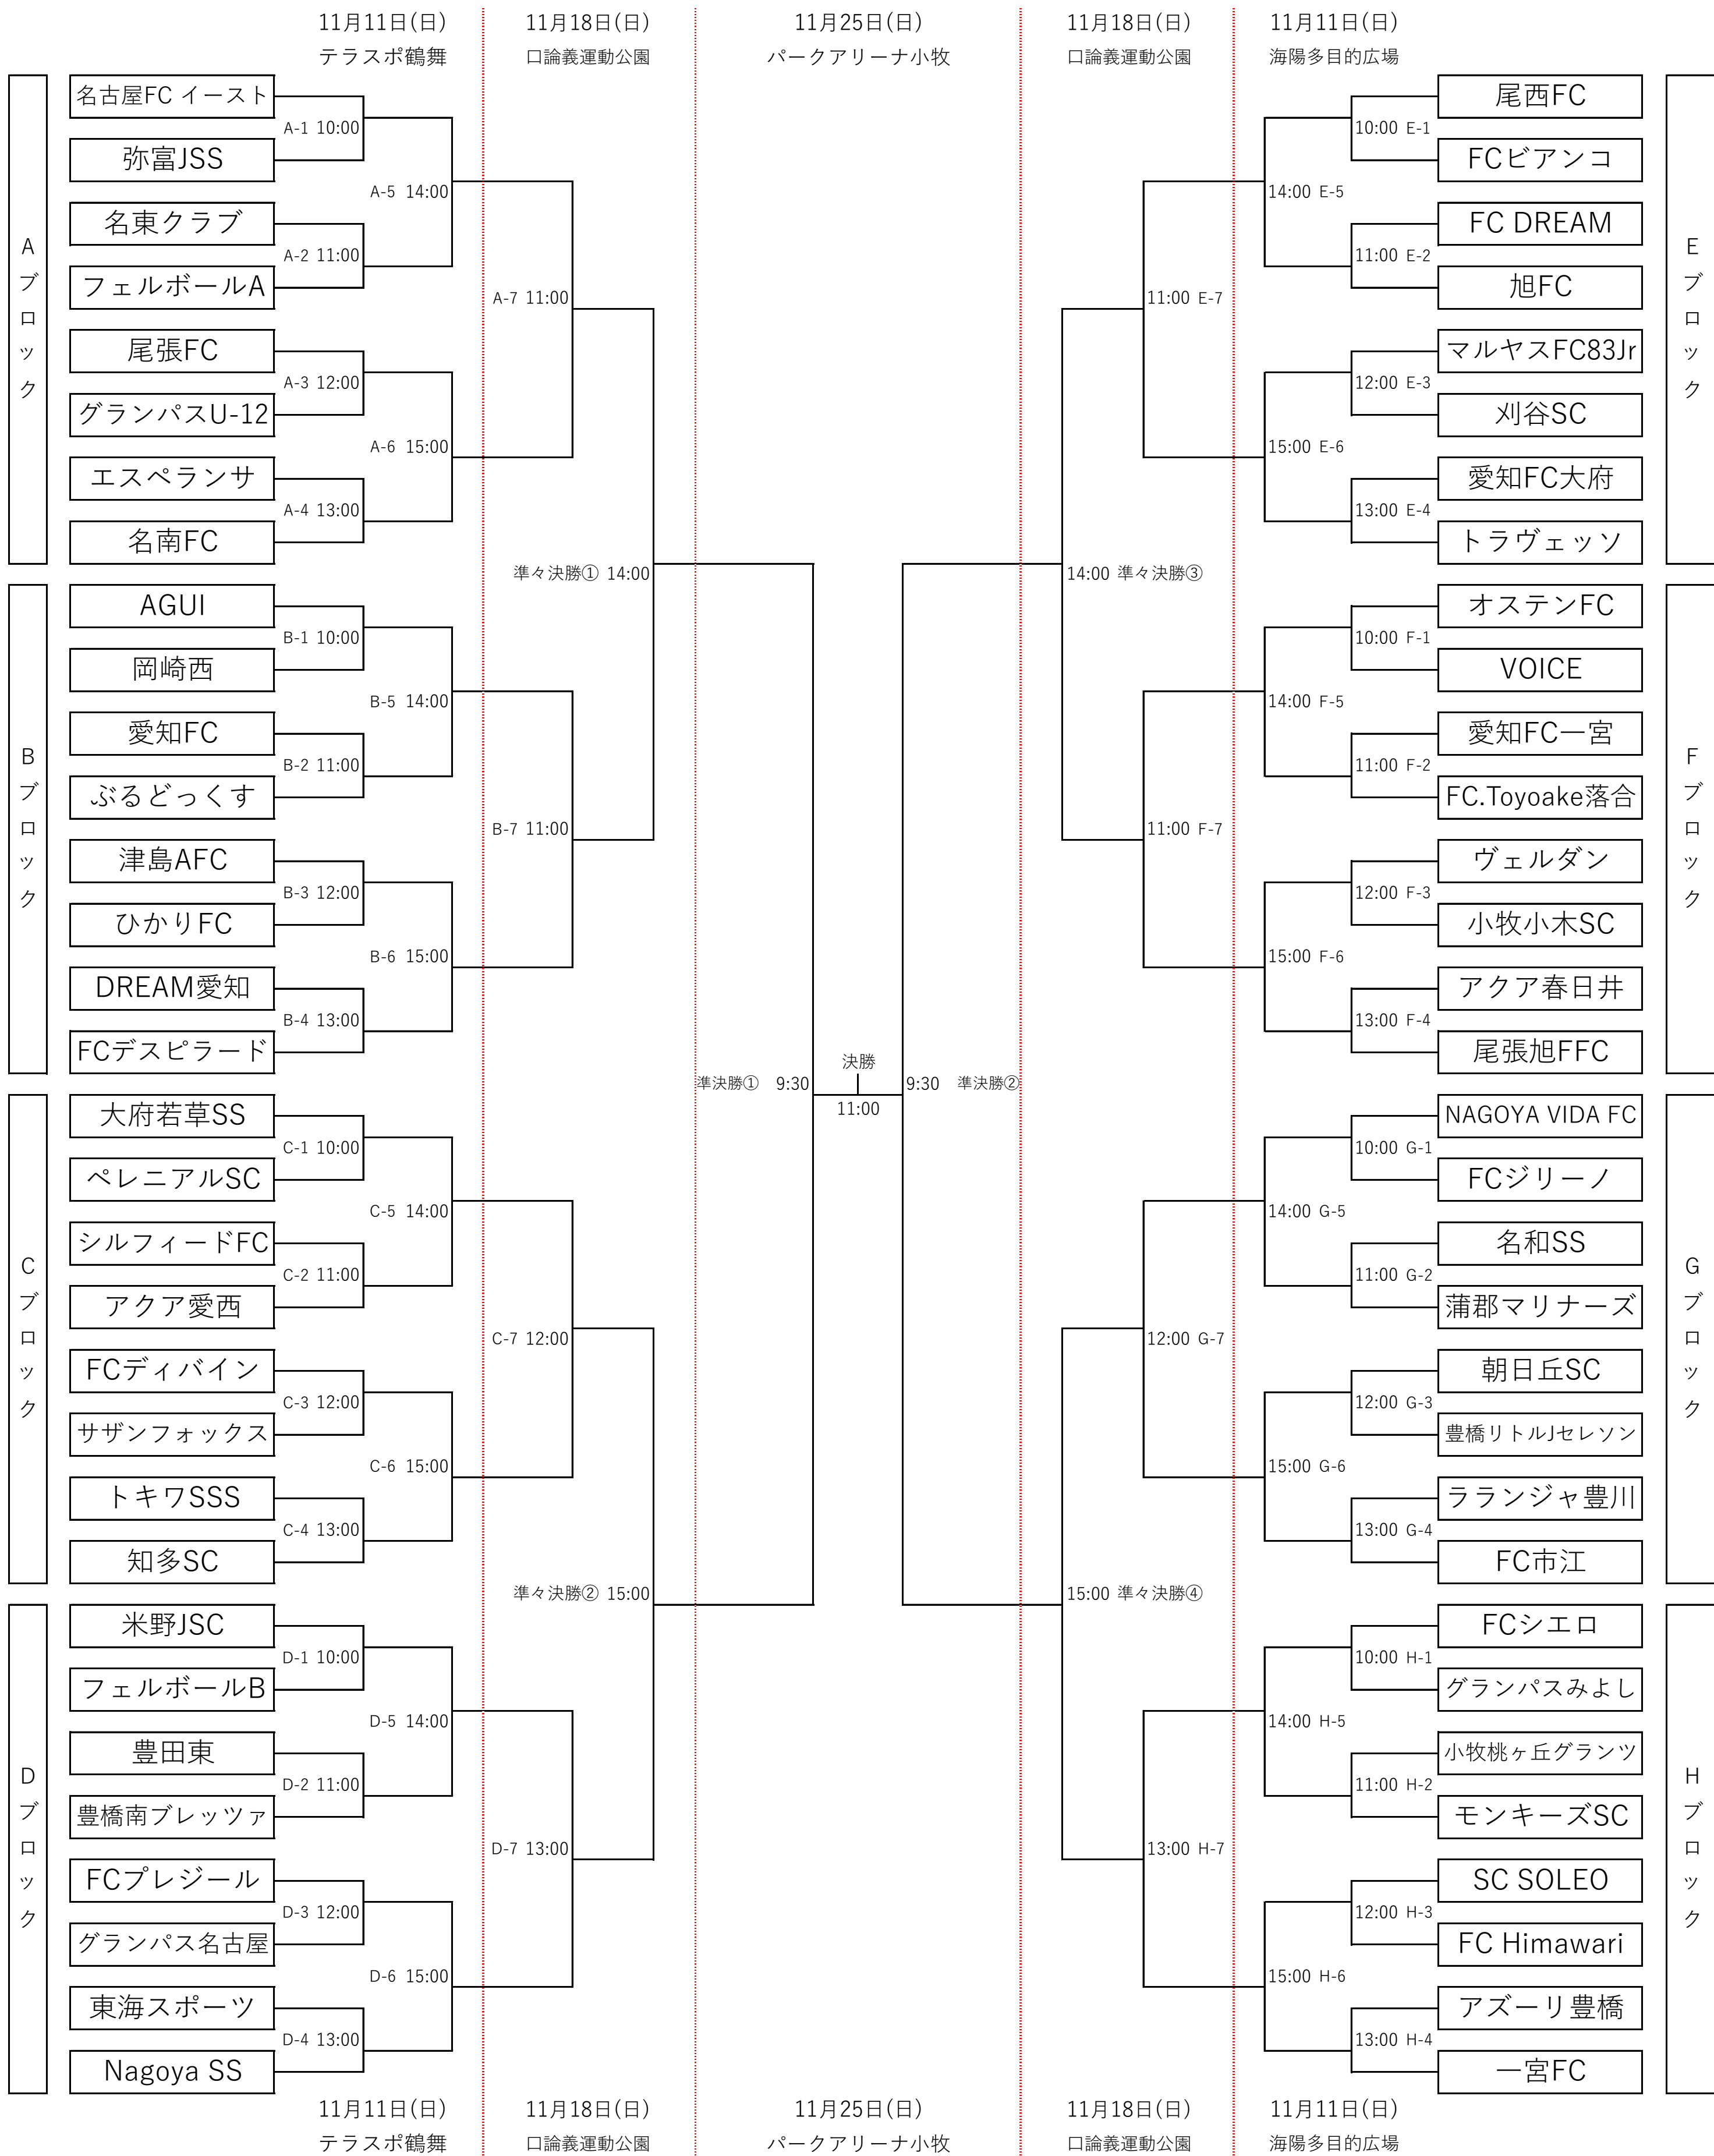 11月11日(日) 11月18日(日) 11月25日(日) 11月18日(日) 11月11日(日)
テラスポ鶴舞 口論義運動公園 パークアリーナ小牧 口論義運動公園 海陽多目的広場
Aブロック
名古屋FC イースト
A-1 10:00
弥富JSS
A-5 14:00
名東クラブ
A-2 11:00
フェルボールA
A-7 11:00
尾張FC
A-3 12:00
グランパスU-12
A-6 15:00
エスペランサ
A-4 13:00
名南FC
準々決勝① 14:00
Bブロック
AGUI
B-1 10:00
岡崎西
B-5 14:00
愛知FC
B-2 11:00
ぶるどっくす
B-7 11:00
津島AFC
B-3 12:00
ひかりFC
B-6 15:00
DREAM愛知
B-4 13:00
FCデスピラード
Cブロック
大府若草SS
C-1 10:00
ペレニアルSC
C-5 14:00
シルフィードFC
C-2 11:00
アクア愛西
C-7 12:00
FCディバイン
C-3 12:00
サザンフォックス
C-6 15:00
トキワSSS
C-4 13:00
知多SC
準々決勝② 15:00
Dブロック
米野JSC
D-1 10:00
フェルボールB
D-5 14:00
豊田東
D-2 11:00
豊橋南ブレッツァ
D-7 13:00
FCプレジール
D-3 12:00
グランパス名古屋
D-6 15:00
東海スポーツ
D-4 13:00
Nagoya SS
決勝
準決勝① 9:30 9:30 準決勝②
11:00
Eブロック
尾西FC
10:00 E-1
FCビアンコ
14:00 E-5
FC DREAM
11:00 E-2
旭FC
11:00 E-7
マルヤスFC83Jr
12:00 E-3
刈谷SC
15:00 E-6
愛知FC大府
13:00 E-4
トラヴェッソ
14:00 準々決勝③
Fブロック
オステンFC
10:00 F-1
VOICE
14:00 F-5
愛知FC一宮
11:00 F-2
FC.Toyoake落合
11:00 F-7
ヴェルダン
12:00 F-3
小牧小木SC
15:00 F-6
アクア春日井
13:00 F-4
尾張旭FFC
Gブロック
NAGOYA VIDA FC
10:00 G-1
FCジリーノ
14:00 G-5
名和SS
11:00 G-2
蒲郡マリナーズ
12:00 G-7
朝日丘SC
12:00 G-3
豊橋リトルJセレソン
15:00 G-6
ラランジャ豊川
13:00 G-4
FC市江
15:00 準々決勝④
Hブロック
FCシエロ
10:00 H-1
グランパスみよし
14:00 H-5
小牧桃ヶ丘グランツ
11:00 H-2
モンキーズSC
13:00 H-7
SC SOLEO
12:00 H-3
FC Himawari
15:00 H-6
アズーリ豊橋
13:00 H-4
一宮FC
11月11日(日) 11月18日(日) 11月25日(日) 11月18日(日) 11月11日(日)
テラスポ鶴舞 口論義運動公園 パークアリーナ小牧 口論義運動公園 海陽多目的広場